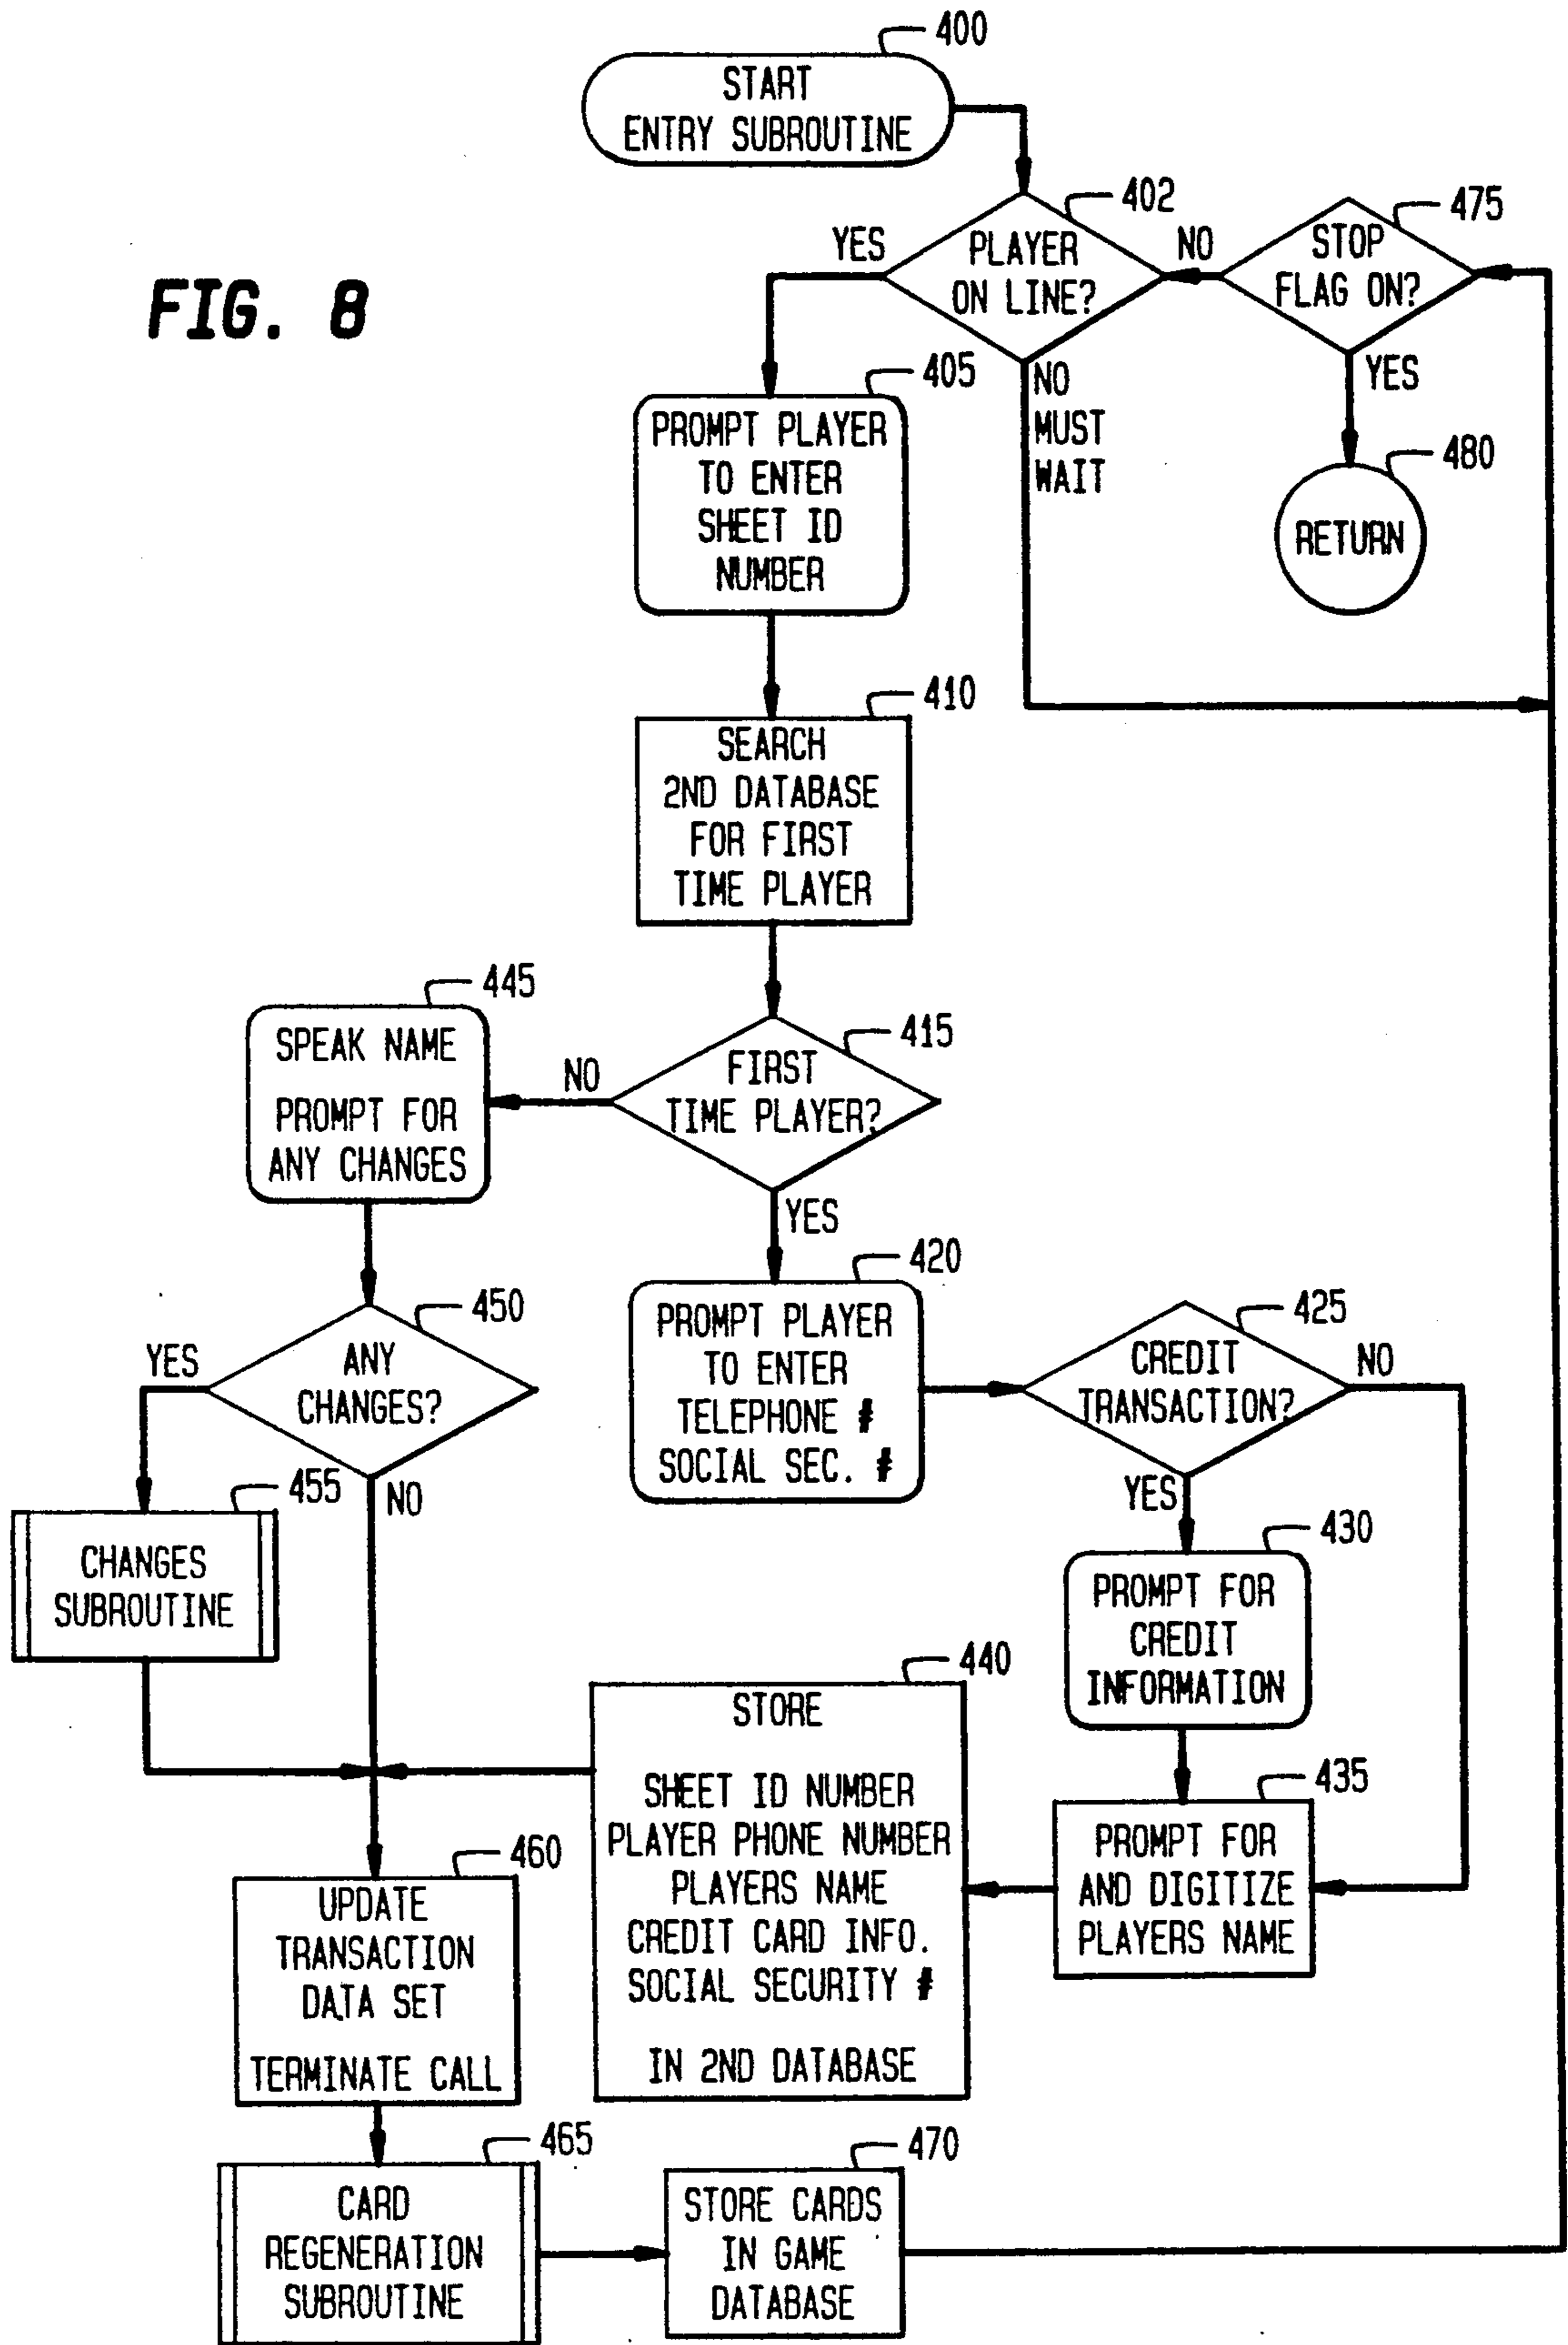 400
START
ENTRY SUBROUTINE
FIG. 8
402
475
YES
PLAYER
ON LINE?
NO
STOP
FLAG ON?
405
NO
MUST
WAIT
YES
PROMPT PLAYER
TO ENTER
SHEET ID
NUMBER
480
RETURN
410
SEARCH
2ND DATABASE
FOR FIRST
TIME PLAYER
445
SPEAK NAME
PROMPT FOR
ANY CHANGES
NO
415
FIRST
TIME PLAYER?
YES
420
PROMPT PLAYER
TO ENTER
TELEPHONE #
SOCIAL SEC. #
450
YES
ANY
CHANGES?
NO
425
CREDIT
TRANSACTION?
NO
YES
455
CHANGES
SUBROUTINE
430
PROMPT FOR
CREDIT
INFORMATION
440
STORE
SHEET ID NUMBER
PLAYER PHONE NUMBER
PLAYERS NAME
CREDIT CARD INFO.
SOCIAL SECURITY #
IN 2ND DATABASE
435
PROMPT FOR
AND DIGITIZE
PLAYERS NAME
460
UPDATE
TRANSACTION
DATA SET
TERMINATE CALL
465
CARD
REGENERATION
SUBROUTINE
470
STORE CARDS
IN GAME
DATABASE